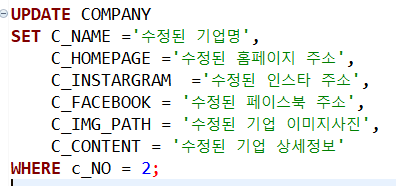 UPDATE COMPANY
SET C_NAME ='수정된 기업명',
C_HOMEPAGE ='수정된 홈페이지 주소',
C_INSTARGRAM ='수정된 인스타 주소',
C_FACEBOOK = '수정된 페이스북 주소',
C_IMG_PATH = '수정된 기업 이미지사진',
C_CONTENT = '수정된 기업 상세정보'
WHERE c_NO = 2;